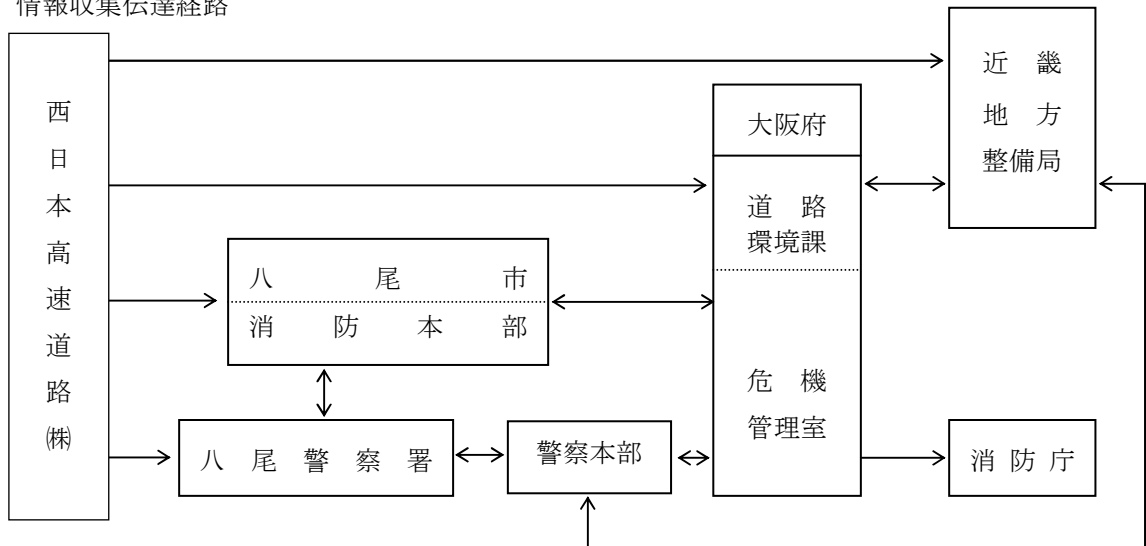 情報収集伝達経路
西日本高速道路㈱
近畿
地方
整備局
大阪府
道路
環境課
八尾市
消防本部
危機
管理室
八尾警察署
警察本部
消防庁